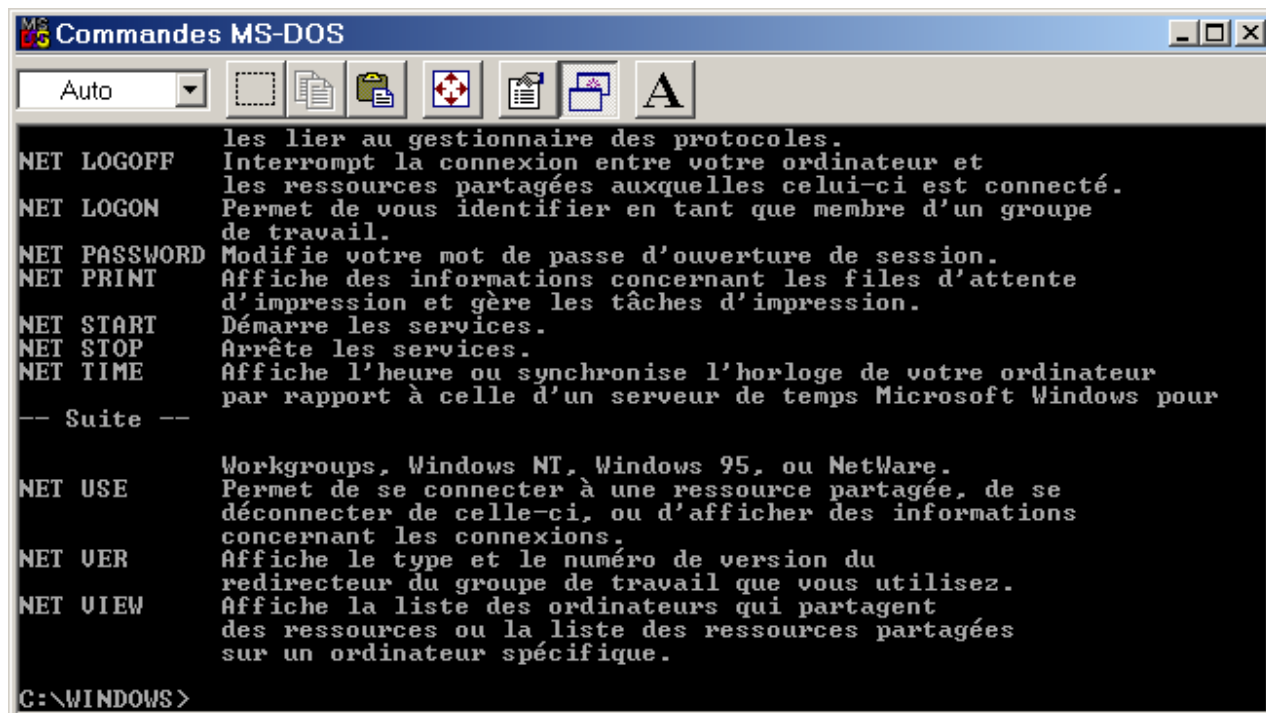 MS DOS Commandes MS-DOS
Auto A
les lier au gestionnaire des protocoles.
NET LOGOFF Interrompt la connexion entre votre ordinateur et
les ressources partagées auxquelles celui-ci est connecté.
NET LOGON Permet de vous identifier en tant que membre d'un groupe
de travail.
NET PASSWORD Modifie votre mot de passe d'ouverture de session.
NET PRINT Affiche des informations concernant les files d'attente
d'impression et gère les tâches d'impression.
NET START Démarre les services.
NET STOP Arrête les services.
NET TIME Affiche l'heure ou synchronise l'horloge de votre ordinateur
par rapport à celle d'un serveur de temps Microsoft Windows pour
-- Suite --
Workgroups, Windows NT, Windows 95, ou NetWare.
NET USE Permet de se connecter à une ressource partagée, de se
déconnecter de celle-ci, ou d'afficher des informations
concernant les connexions.
NET VER Affiche le type et le numéro de version du
redirecteur du groupe de travail que vous utilisez.
NET VIEW Affiche la liste des ordinateurs qui partagent
des ressources ou la liste des ressources partagées
sur un ordinateur spécifique.
C:\WINDOWS>